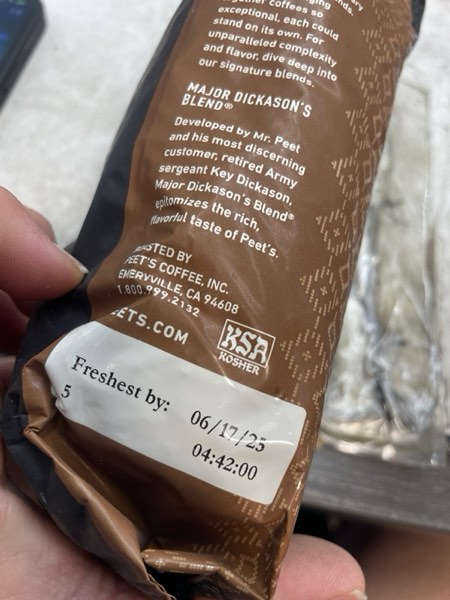 together coffees so
exceptional, each could
stand on its own. For
unparalleled complexity
and flavor, dive deep into
our signature blends.
MAJOR DICKASON'S
BLEND®
Developed by Mr. Peet
and his most discerning
customer, retired Army
sergeant Key Dickason,
Major Dickason's Blend®
epitomizes the rich,
flavorful taste of Peet's.
ROASTED BY
PEET'S COFFEE, INC.
EMERYVILLE, CA 94608
1.800.999.2132
PEETS.COM
KSA
KOSHER
Freshest by: 06/17/25
5 04:42:00